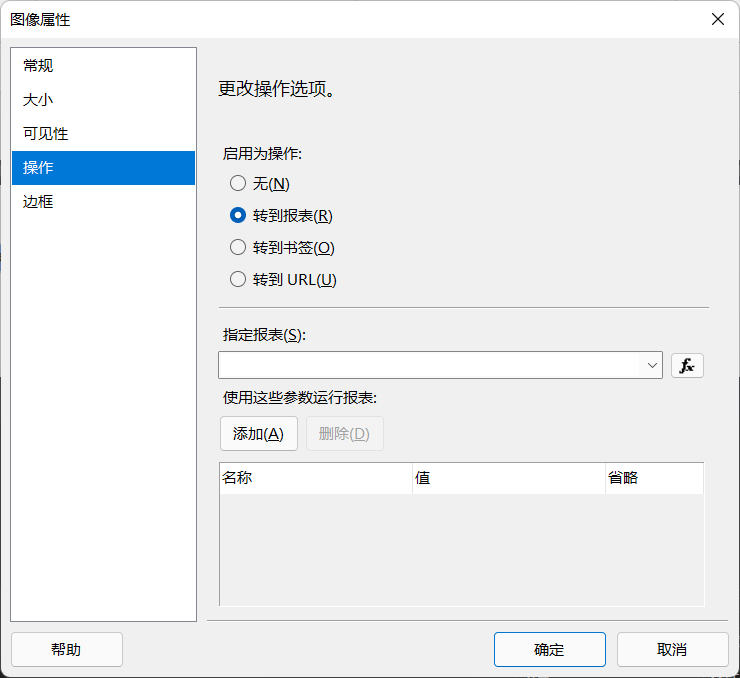 图像属性
常规
大小
可见性
操作
边框
更改操作选项。
启用为操作:
无(N)
转到报表(R)
转到书签(O)
转到 URL(U)
指定报表(S):
fx
使用这些参数运行报表:
添加(A) 删除(D)
名称 值 省略
帮助 确定 取消